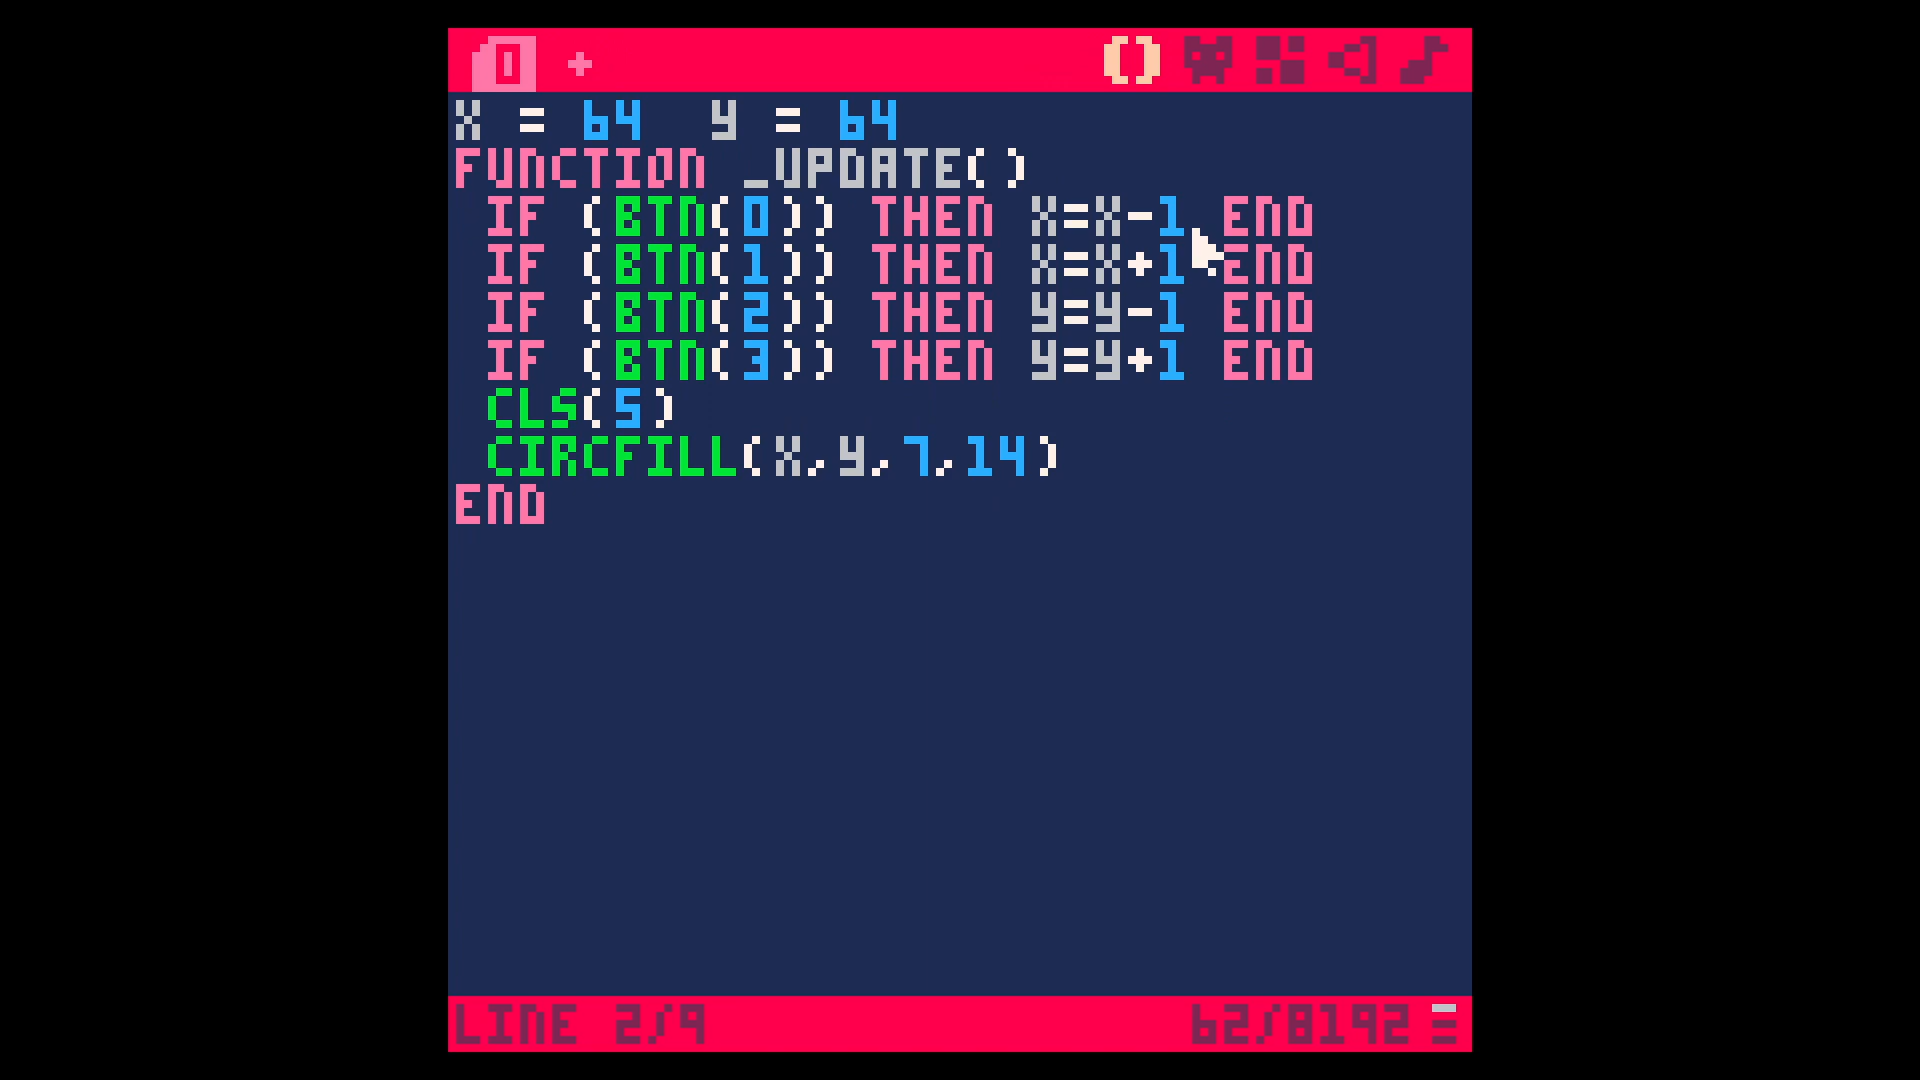 0 +
X = 64  Y = 64
FUNCTION _UPDATE()
 IF (BTN(0)) THEN X=X-1 END
 IF (BTN(1)) THEN X=X+1 END
 IF (BTN(2)) THEN Y=Y-1 END
 IF (BTN(3)) THEN Y=Y+1 END
 CLS(5)
 CIRCFILL(X,Y,7,14)
END
LINE 2/9 62/8192